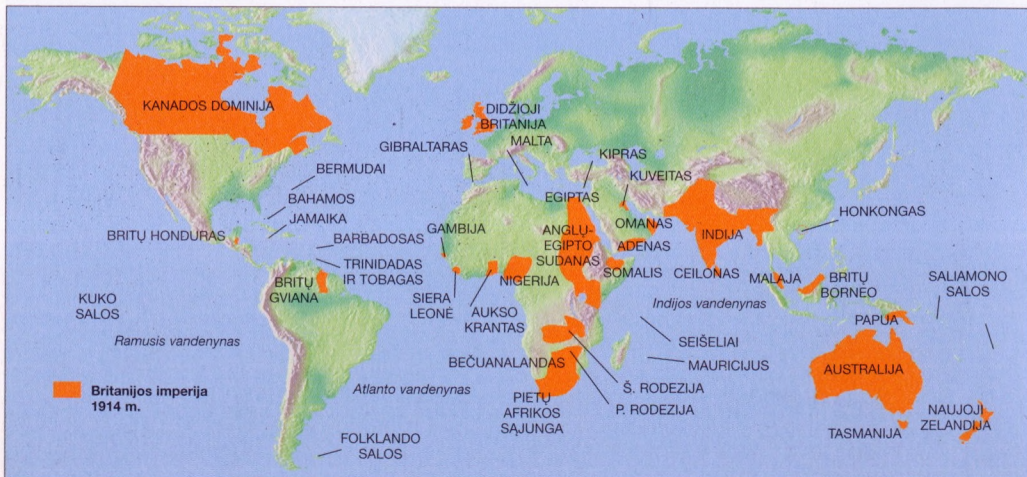 KANADOS DOMINIJA
DIDŽIOJI
BRITANIJA
MALTA
GIBRALTARAS
KIPRAS
KUVEITAS
BERMUDAI
BAHAMOS
JAMAIKA
EGIPTAS
HONKONGAS
BRITŲ HONDURAS
BARBADOSAS
GAMBIJA
ANGLŲ-
EGIPTO
SUDANAS
OMANAS
ADENAS
INDIJA
TRINIDADAS
IR TOBAGAS
BRITŲ
GVIANA
NIGERIJA
SOMALIS
CEILONAS
MALAJA
BRITŲ
BORNEO
SALIAMONO
SALOS
KUKO
SALOS
SIERA
LEONĖ
AUKSO
KRANTAS
Indijos vandenynas
PAPUA
Ramusis vandenynas
SEIŠELIAI
BEČUANALANDAS
MAURICIJUS
AUSTRALIJA
Britanijos imperija
1914 m.
Atlanto vandenynas
Š. RODEZIJA
PIETŲ
AFRIKOS
SĄJUNGA
P. RODEZIJA
NAUJOJI
ZELANDIJA
TASMANIJA
FOLKLANDO
SALOS